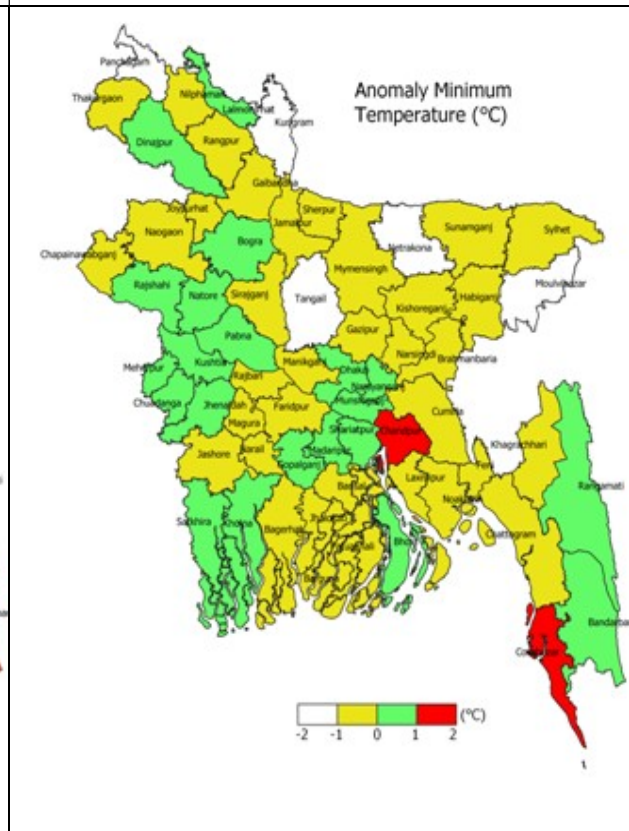 Panchagarh
Anomaly Minimum
Temperature (°C)
Thakurgaon
Nilphamari
Lalmonirhat
Kurigram
Dinajpur
Rangpur
Gaibandha
Joypurhat
Sherpur
Jamalpur
Naogaon
Netrakona
Sunamganj
Sylhet
Bogra
Chapainawabganj
Mymensingh
Moulvibazar
Rajshahi
Natore
Sirajganj
Tangail
Kishoreganj
Habiganj
Pabna
Gazipur
Narsingdi
Brahmanbaria
Meherpur
Kushtia
Manikganj
Dhaka
Rajbari
Narayanganj
Chuadanga
Jhenaidah
Faridpur
Munshiganj
Cumilla
Magura
Shariatpur
Chandpur
Khagrachhari
Jashore
Narail
Gopalganj
Madaripur
Feni
Rangamati
Laxmipur
Noakhali
Satkhira
Khulna
Bagerhat
Bhola
Chattogram
Bandarban
(°C)
-2 -1 0 1 2